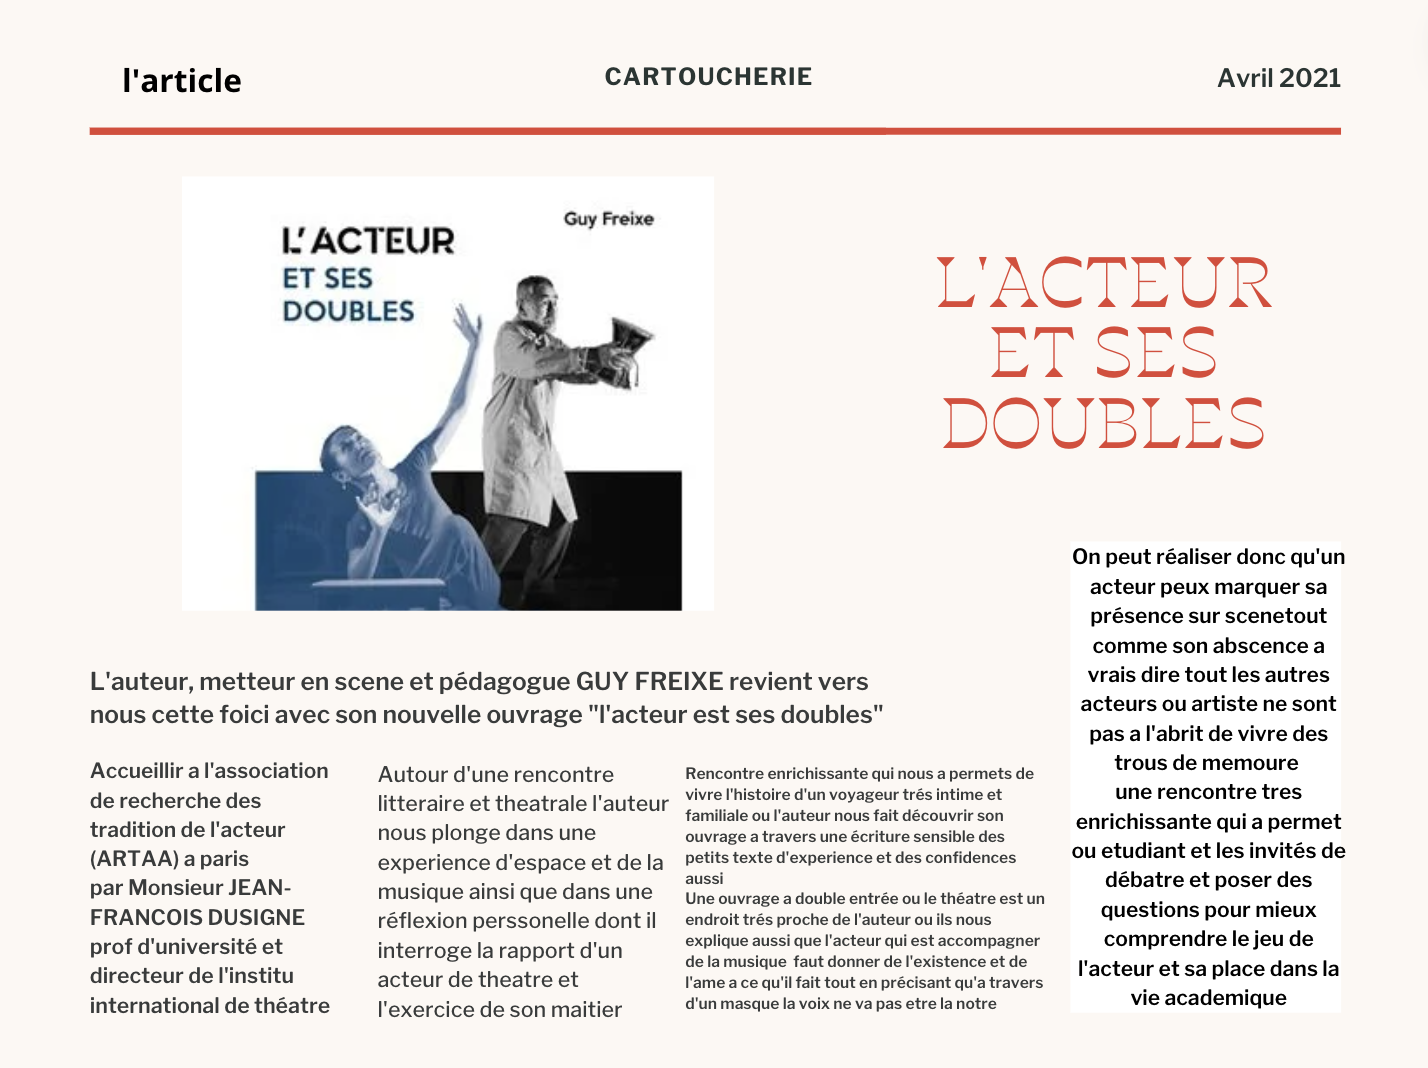 l'article
CARTOUCHERIE
Avril 2021
Guy Freixe
L'ACTEUR
ET SES
DOUBLES
L'ACTEUR
ET SES
DOUBLES
L'auteur, metteur en scene et pédagogue GUY FREIXE revient vers
nous cette foici avec son nouvelle ouvrage "l'acteur est ses doubles"
Accueillir a l'association
de recherche des
tradition de l'acteur
(ARTAA) a paris
par Monsieur JEAN-
FRANCOIS DUSIGNE
prof d'université et
directeur de l'institu
international de théatre
Autour d'une rencontre
litteraire et theatrale l'auteur
nous plonge dans une
experience d'espace et de la
musique ainsi que dans une
réflexion perssonelle dont il
interroge la rapport d'un
acteur de theatre et
l'exercice de son maitier
Rencontre enrichissante qui nous a permets de
vivre l'histoire d'un voyageur trés intime et
familiale ou l'auteur nous fait découvrir son
ouvrage a travers une écriture sensible des
petits texte d'experience et des confidences
aussi
Une ouvrage a double entrée ou le théatre est un
endroit trés proche de l'auteur ou ils nous
explique aussi que l'acteur qui est accompagner
de la musique  faut donner de l'existence et de
l'ame a ce qu'il fait tout en précisant qu'a travers
d'un masque la voix ne va pas etre la notre
On peut réaliser donc qu'un
acteur peux marquer sa
présence sur scenetout
comme son abscence a
vrais dire tout les autres
acteurs ou artiste ne sont
pas a l'abrit de vivre des
trous de memoure
une rencontre tres
enrichissante qui a permet
ou etudiant et les invités de
débatre et poser des
questions pour mieux
comprendre le jeu de
l'acteur et sa place dans la
vie academique